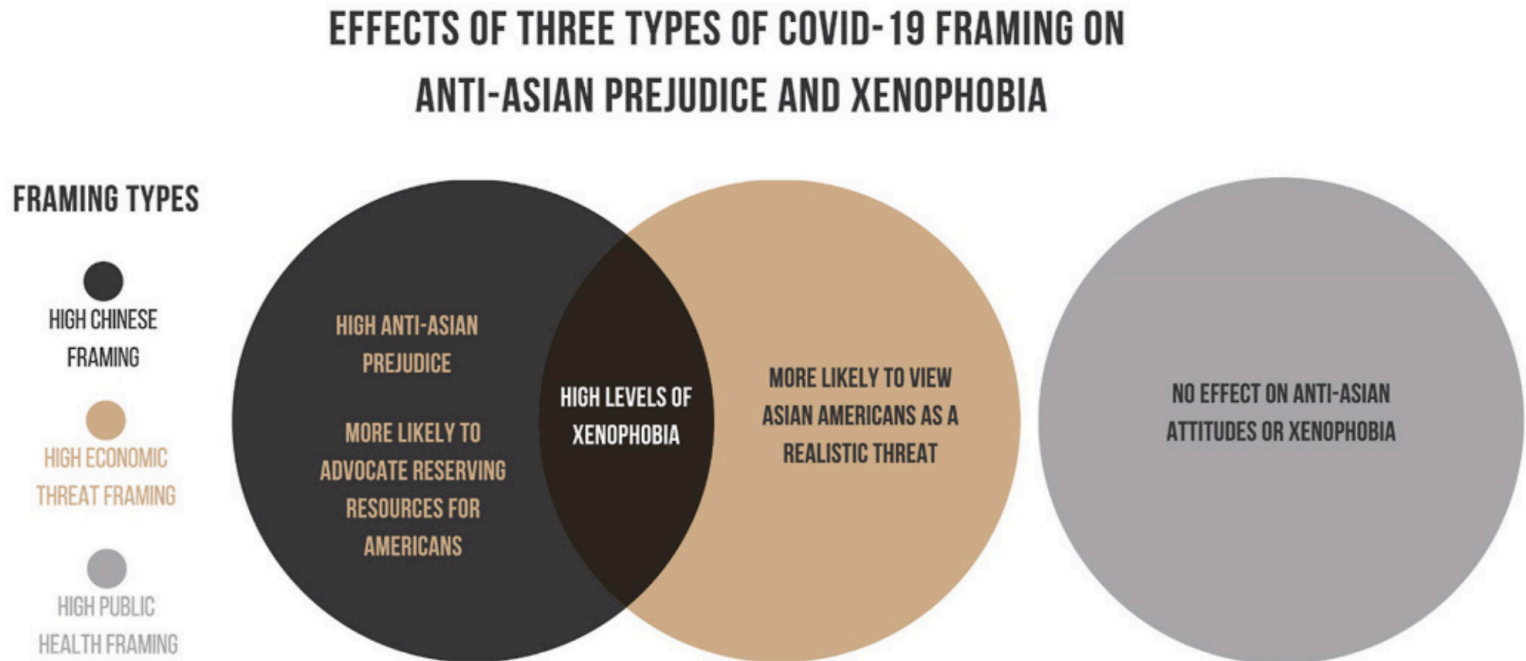 EFFECTS OF THREE TYPES OF COVID-19 FRAMING ON
ANTI-ASIAN PREJUDICE AND XENOPHOBIA
FRAMING TYPES
HIGH CHINESE
FRAMING
HIGH ECONOMIC
THREAT FRAMING
HIGH PUBLIC
HEALTH FRAMING
HIGH ANTI-ASIAN
PREJUDICE
MORE LIKELY TO
ADVOCATE RESERVING
RESOURCES FOR
AMERICANS
HIGH LEVELS OF
XENOPHOBIA
MORE LIKELY TO VIEW
ASIAN AMERICANS AS A
REALISTIC THREAT
NO EFFECT ON ANTI-ASIAN
ATTITUDES OR XENOPHOBIA